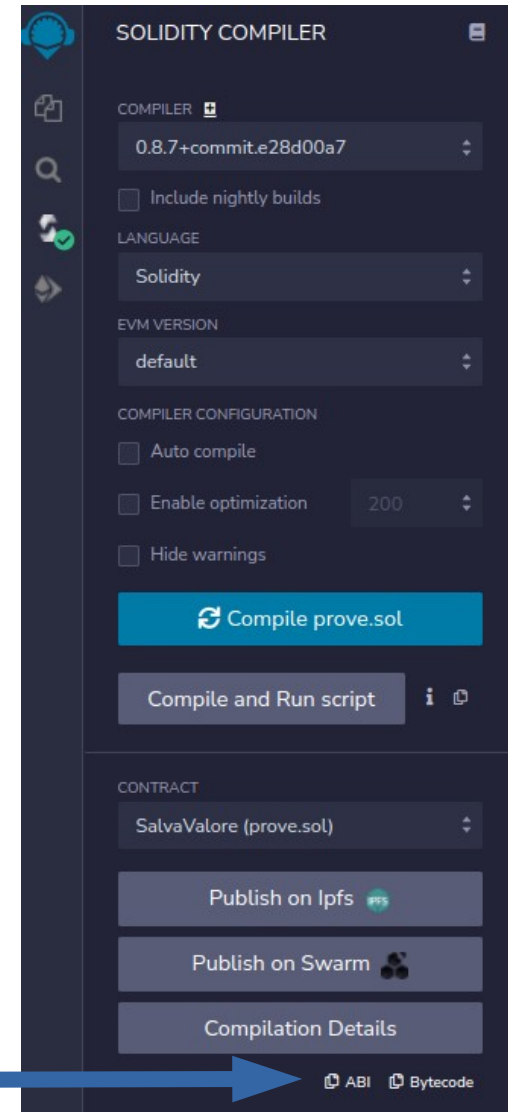 SOLIDITY COMPILER
COMPILER
0.8.7+commit.e28d00a7
Include nightly builds
LANGUAGE
Solidity
EVM VERSION
default
COMPILER CONFIGURATION
Auto compile
Enable optimization 200
Hide warnings
Compile prove.sol
Compile and Run script
CONTRACT
SalvaValore (prove.sol)
Publish on Ipfs IPFS
Publish on Swarm
Compilation Details
ABI Bytecode